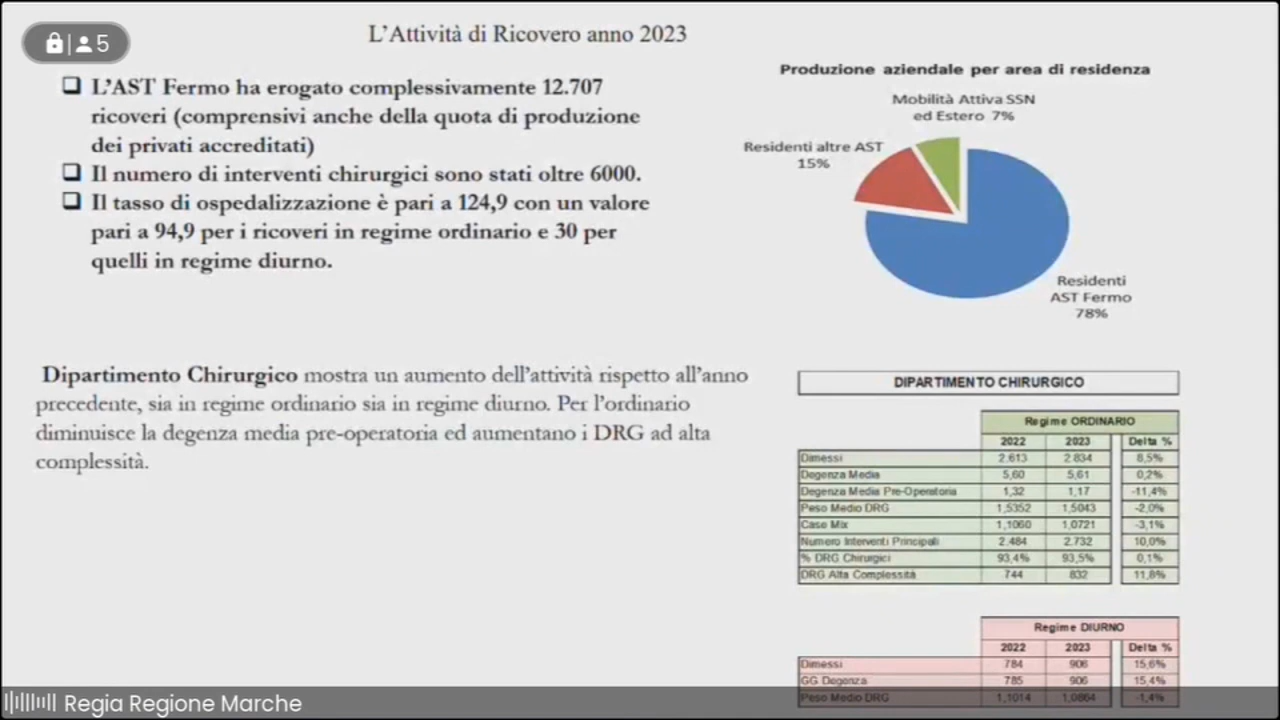 5
L'Attività di Ricovero anno 2023
L'AST Fermo ha erogato complessivamente 12.707
ricoveri (comprensivi anche della quota di produzione
dei privati accreditati)
Il numero di interventi chirurgici sono stati oltre 6000.
Il tasso di ospedalizzazione è pari a 124,9 con un valore
pari a 94,9 per i ricoveri in regime ordinario e 30 per
quelli in regime diurno.
Produzione aziendale per area di residenza
Mobilità Attiva SSN
ed Estero 7%
Residenti altre AST
15%
Residenti
AST Fermo
78%
Dipartimento Chirurgico mostra un aumento dell'attività rispetto all'anno
precedente, sia in regime ordinario sia in regime diurno. Per l'ordinario
diminuisce la degenza media pre-operatoria ed aumentano i DRG ad alta
complessità.
DIPARTIMENTO CHIRURGICO
Regime ORDINARIO
2022 2023 Delta %
Dimessi 2.613 2.834 8,5%
Degenza Media 5,60 5,61 0,2%
Degenza Media Pre-Operatoria 1,32 1,17 -11,4%
Peso Medio DRG 1,5352 1,5043 -2,0%
Case Mix 1,1060 1,0721 -3,1%
Numero Interventi Principali 2.484 2.732 10,0%
% DRG Chirurgici 93,4% 93,5% 0,1%
DRG Alta Complessità 744 832 11,8%
Regime DIURNO
2022 2023 Delta %
Dimessi 784 906 15,6%
GG Degenza 785 906 15,4%
Peso Medio DRG 1,1014 1,0864 -1,4%
Regia Regione Marche